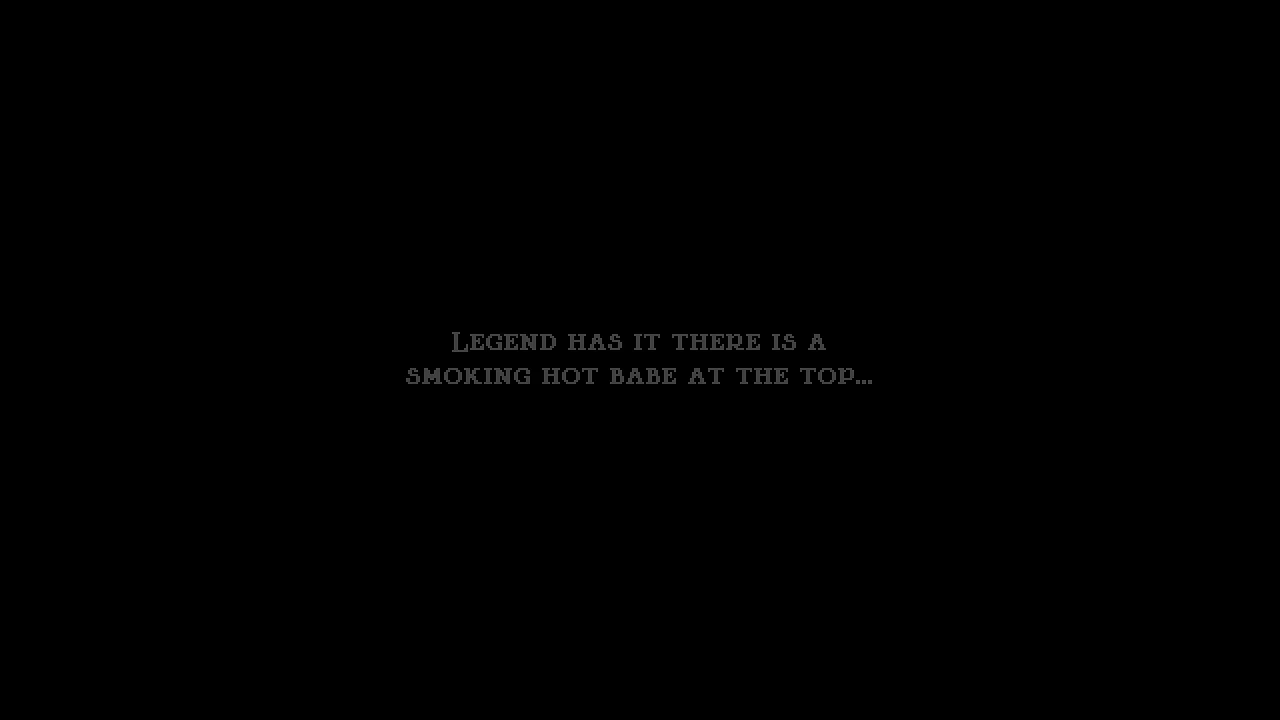 Legend has it there is a
smoking hot babe at the top...